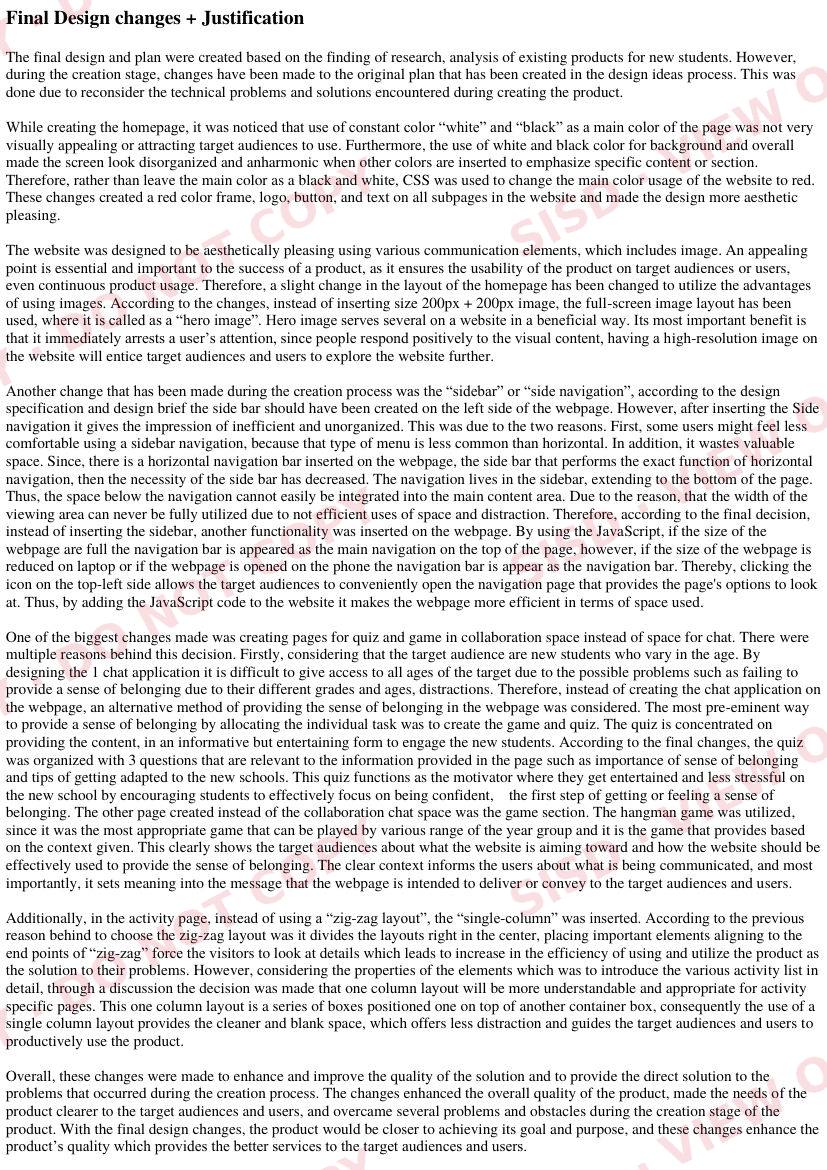 Final Design changes + Justification
The final design and plan were created based on the finding of research, analysis of existing products for new students. However,
during the creation stage, changes have been made to the original plan that has been created in the design ideas process. This was
done due to reconsider the technical problems and solutions encountered during creating the product.
While creating the homepage, it was noticed that use of constant color “white” and “black” as a main color of the page was not very
visually appealing or attracting target audiences to use. Furthermore, the use of white and black color for background and overall
made the screen look disorganized and anharmonic when other colors are inserted to emphasize specific content or section.
Therefore, rather than leave the main color as a black and white, CSS was used to change the main color usage of the website to red.
These changes created a red color frame, logo, button, and text on all subpages in the website and made the design more aesthetic
pleasing.
The website was designed to be aesthetically pleasing using various communication elements, which includes image. An appealing
point is essential and important to the success of a product, as it ensures the usability of the product on target audiences or users,
even continuous product usage. Therefore, a slight change in the layout of the homepage has been changed to utilize the advantages
of using images. According to the changes, instead of inserting size 200px + 200px image, the full-screen image layout has been
used, where it is called as a “hero image”. Hero image serves several on a website in a beneficial way. Its most important benefit is
that it immediately arrests a user’s attention, since people respond positively to the visual content, having a high-resolution image on
the website will entice target audiences and users to explore the website further.
Another change that has been made during the creation process was the “sidebar” or “side navigation”, according to the design
specification and design brief the side bar should have been created on the left side of the webpage. However, after inserting the Side
navigation it gives the impression of inefficient and unorganized. This was due to the two reasons. First, some users might feel less
comfortable using a sidebar navigation, because that type of menu is less common than horizontal. In addition, it wastes valuable
space. Since, there is a horizontal navigation bar inserted on the webpage, the side bar that performs the exact function of horizontal
navigation, then the necessity of the side bar has decreased. The navigation lives in the sidebar, extending to the bottom of the page.
Thus, the space below the navigation cannot easily be integrated into the main content area. Due to the reason, that the width of the
viewing area can never be fully utilized due to not efficient uses of space and distraction. Therefore, according to the final decision,
instead of inserting the sidebar, another functionality was inserted on the webpage. By using the JavaScript, if the size of the
webpage are full the navigation bar is appeared as the main navigation on the top of the page, however, if the size of the webpage is
reduced on laptop or if the webpage is opened on the phone the navigation bar is appear as the navigation bar. Thereby, clicking the
icon on the top-left side allows the target audiences to conveniently open the navigation page that provides the page's options to look
at. Thus, by adding the JavaScript code to the website it makes the webpage more efficient in terms of space used.
One of the biggest changes made was creating pages for quiz and game in collaboration space instead of space for chat. There were
multiple reasons behind this decision. Firstly, considering that the target audience are new students who vary in the age. By
designing the 1 chat application it is difficult to give access to all ages of the target due to the possible problems such as failing to
provide a sense of belonging due to their different grades and ages, distractions. Therefore, instead of creating the chat application on
the webpage, an alternative method of providing the sense of belonging in the webpage was considered. The most pre-eminent way
to provide a sense of belonging by allocating the individual task was to create the game and quiz. The quiz is concentrated on
providing the content, in an informative but entertaining form to engage the new students. According to the final changes, the quiz
was organized with 3 questions that are relevant to the information provided in the page such as importance of sense of belonging
and tips of getting adapted to the new schools. This quiz functions as the motivator where they get entertained and less stressful on
the new school by encouraging students to effectively focus on being confident, the first step of getting or feeling a sense of
belonging. The other page created instead of the collaboration chat space was the game section. The hangman game was utilized,
since it was the most appropriate game that can be played by various range of the year group and it is the game that provides based
on the context given. This clearly shows the target audiences about what the website is aiming toward and how the website should be
effectively used to provide the sense of belonging. The clear context informs the users about what is being communicated, and most
importantly, it sets meaning into the message that the webpage is intended to deliver or convey to the target audiences and users.
Additionally, in the activity page, instead of using a “zig-zag layout”, the “single-column” was inserted. According to the previous
reason behind to choose the zig-zag layout was it divides the layouts right in the center, placing important elements aligning to the
end points of “zig-zag” force the visitors to look at details which leads to increase in the efficiency of using and utilize the product as
the solution to their problems. However, considering the properties of the elements which was to introduce the various activity list in
detail, through a discussion the decision was made that one column layout will be more understandable and appropriate for activity
specific pages. This one column layout is a series of boxes positioned one on top of another container box, consequently the use of a
single column layout provides the cleaner and blank space, which offers less distraction and guides the target audiences and users to
productively use the product.
Overall, these changes were made to enhance and improve the quality of the solution and to provide the direct solution to the
problems that occurred during the creation process. The changes enhanced the overall quality of the product, made the needs of the
product clearer to the target audiences and users, and overcame several problems and obstacles during the creation stage of the
product. With the final design changes, the product would be closer to achieving its goal and purpose, and these changes enhance the
product’s quality which provides the better services to the target audiences and users.